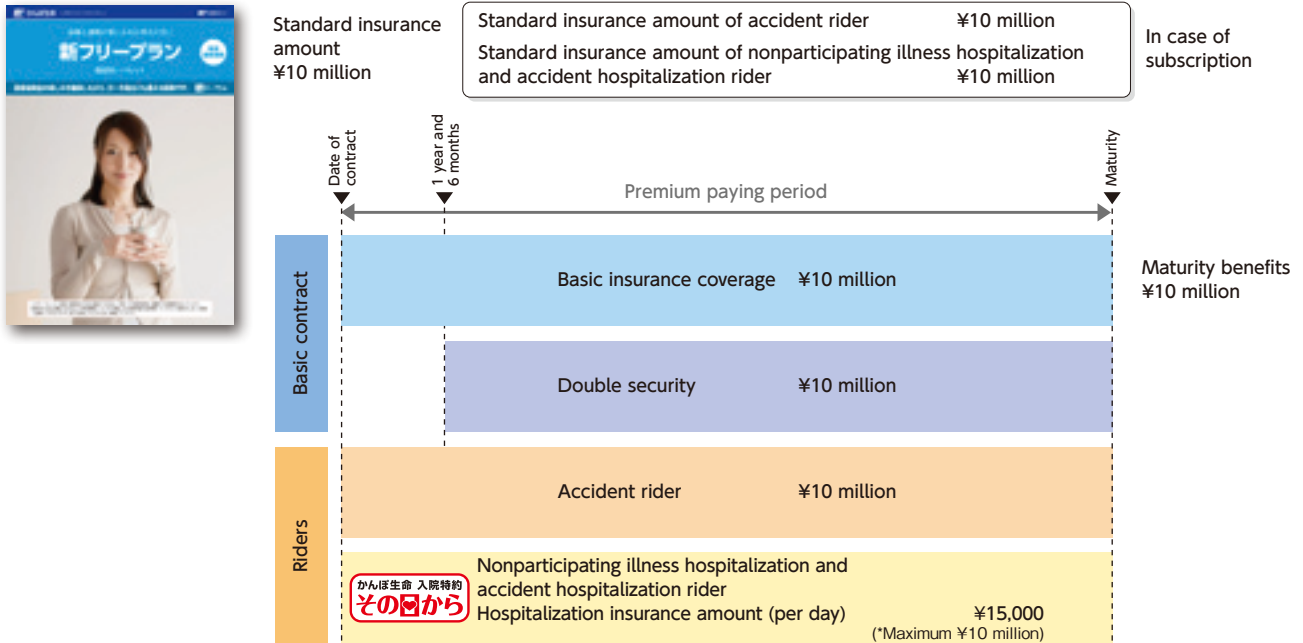 新フリープラン
Standard insurance
amount
¥10 million
Standard insurance amount of accident rider ¥10 million
Standard insurance amount of nonparticipating illness hospitalization
and accident hospitalization rider ¥10 million
In case of
subscription
Date of
contract
1 year and
6 months
Maturity
Premium paying period
Basic contract
Basic insurance coverage ¥10 million
Maturity benefits
¥10 million
Double security ¥10 million
Riders
Accident rider ¥10 million
かんぽ生命 入院特約
その日から
Nonparticipating illness hospitalization and
accident hospitalization rider
Hospitalization insurance amount (per day) ¥15,000
(*Maximum ¥10 million)